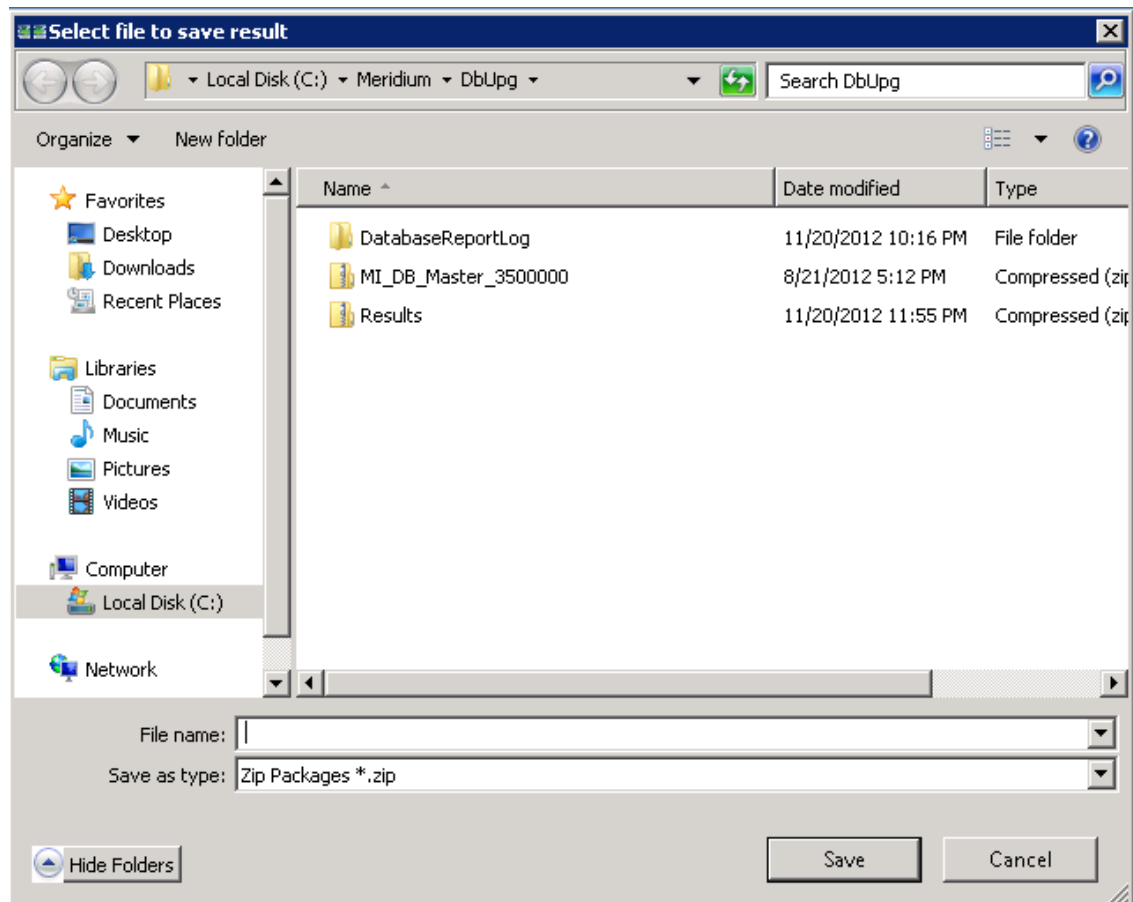 Select file to save result
Local Disk (C:) Meridium DbUpg Search DbUpg
Organize New folder
Name Date modified Type
Favorites
Desktop
Downloads
Recent Places
Libraries
Documents
Music
Pictures
Videos
Computer
Local Disk (C:)
Network
DatabaseReportLog 11/20/2012 10:16 PM File folder
MI_DB_Master_3500000 8/21/2012 5:12 PM Compressed (zip
Results 11/20/2012 11:55 PM Compressed (zip
File name:
Save as type: Zip Packages *.zip
Hide Folders Save Cancel